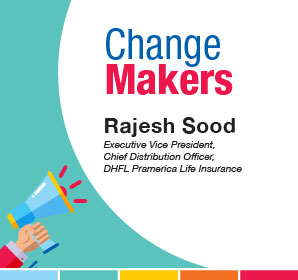 Change
Makers
Rajesh Sood
Executive Vice President,
Chief Distribution Officer,
DHFL Pramerica Life Insurance